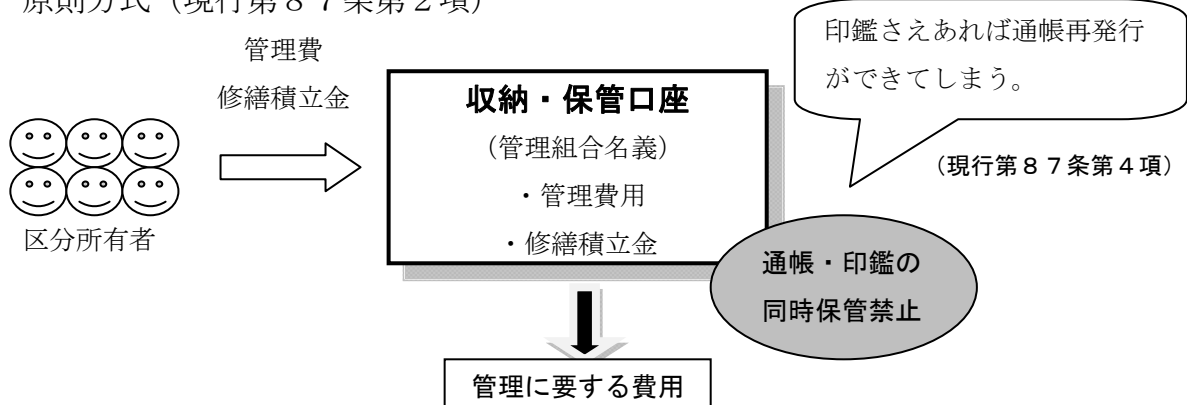 原則方式（現行第８７条第２項）
管理費
修繕積立金
区分所有者
収納・保管口座
（管理組合名義）
・管理費用
・修繕積立金
印鑑さえあれば通帳再発行
ができてしまう。
（現行第８７条第４項）
通帳・印鑑の
同時保管禁止
管理に要する費用